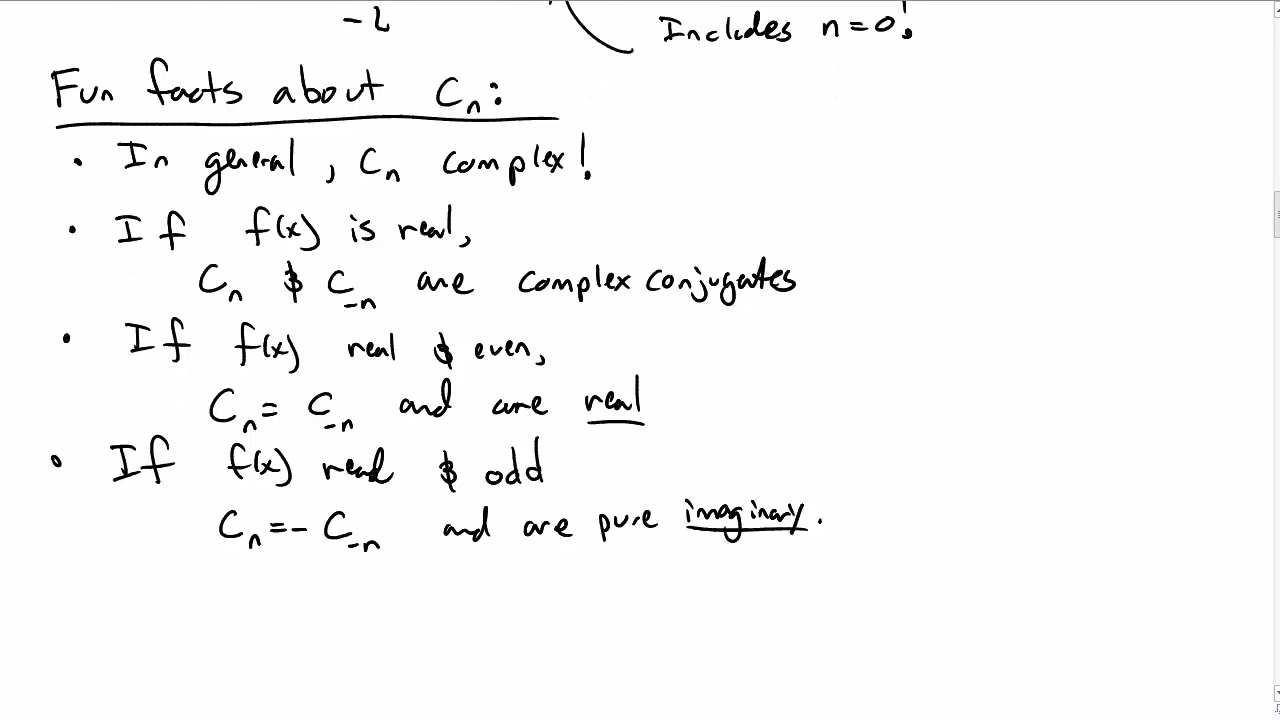 -L
Includes n=0!
Fun facts about Cn:
• In general, Cn complex!
• If f(x) is real,
Cn & C-n are complex conjugates
• If f(x) real & even,
Cn = C-n and are real
• If f(x) real & odd
Cn = - C-n and are pure imaginary.